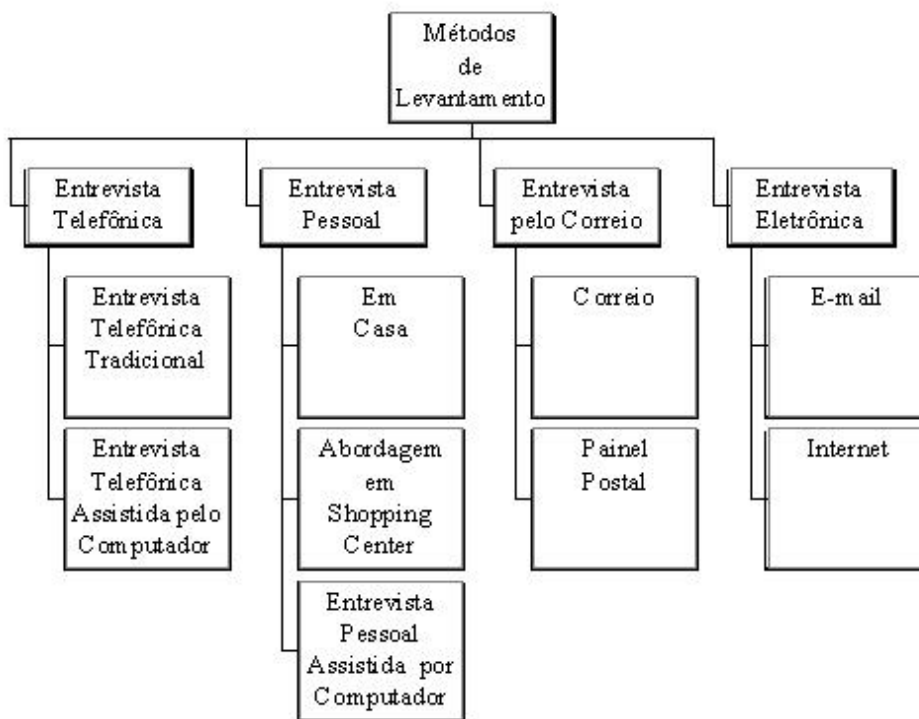 Métodos
de
Levantamento
Entrevista
Telefônica
Entrevista
Pessoal
Entrevista
pelo Correio
Entrevista
Eletrônica
Entrevista
Telefônica
Tradicional
Em
Casa
Correio
E-mail
Entrevista
Telefônica
Assistida pelo
Computador
Abordagem
em
Shopping
Center
Painel
Postal
Internet
Entrevista
Pessoal
Assistida por
Computador